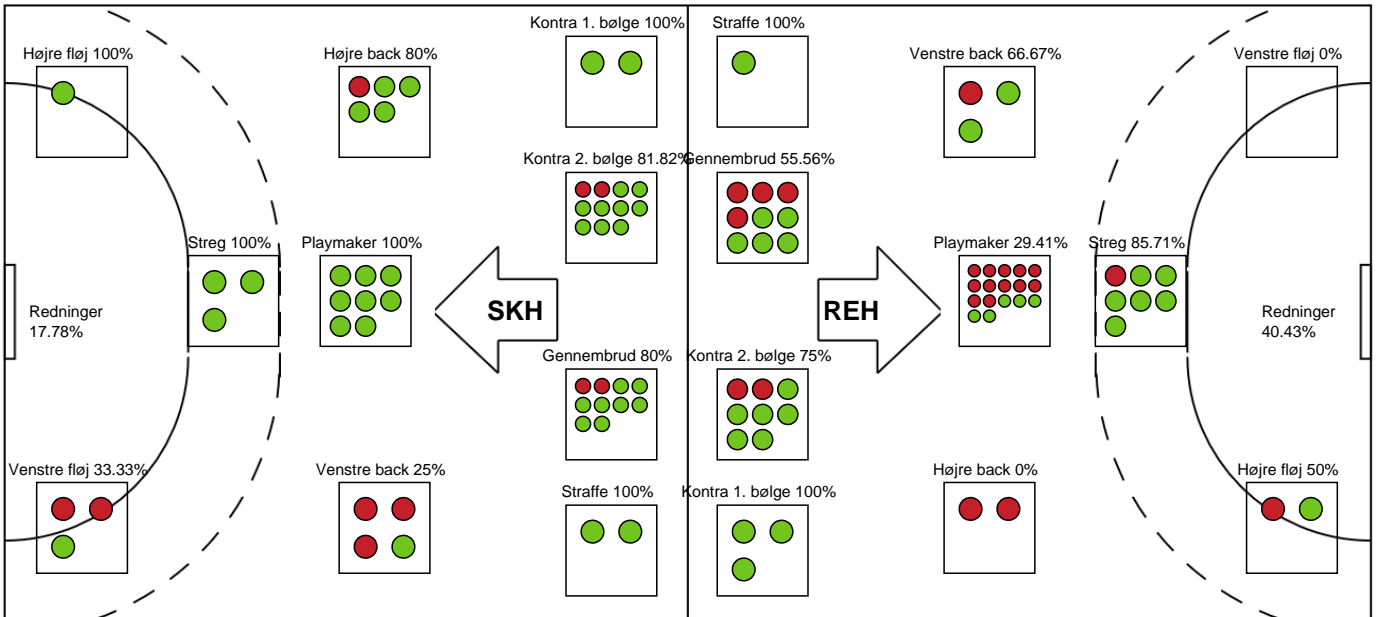 Kontra 1. bølge 100%
Straffe 100%
Højre fløj 100%
Højre back 80%
Venstre back 66.67%
Venstre fløj 0%
Kontra 2. bølge 81.82%
Gennembrud 55.56%
Streg 100%
Playmaker 100%
Playmaker 29.41%
Streg 85.71%
SKH
REH
Redninger
17.78%
Redninger
40.43%
Gennembrud 80%
Kontra 2. bølge 75%
Venstre fløj 33.33%
Venstre back 25%
Højre back 0%
Højre fløj 50%
Straffe 100%
Kontra 1. bølge 100%